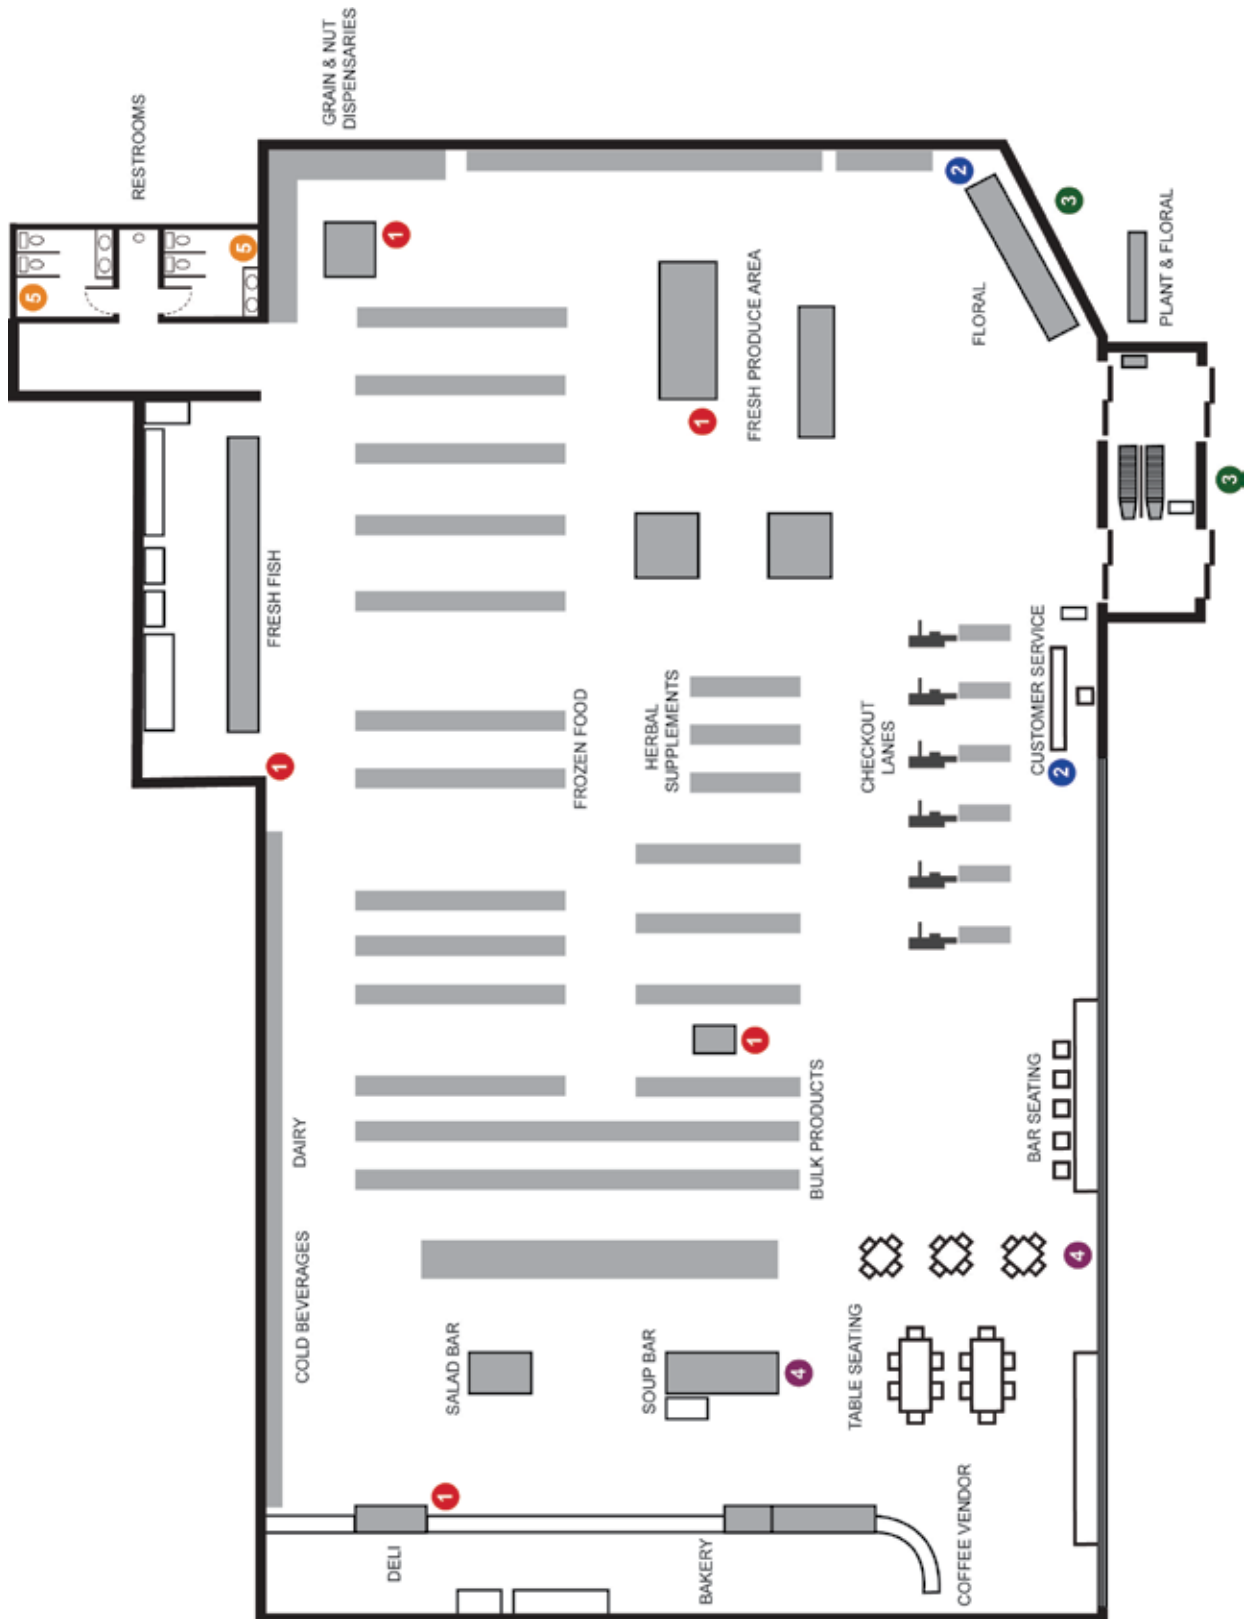 5
RESTROOMS
5
GRAIN & NUT
DISPENSARIES
FRESH FISH
1
DAIRY
COLD BEVERAGES
DELI
1
1
SALAD BAR
FROZEN FOOD
SOUP BAR
HERBAL
SUPPLEMENTS
1
BAKERY
1
FRESH PRODUCE AREA
4
BULK PRODUCTS
TABLE SEATING
CHECKOUT
LANES
2
COFFEE VENDOR
FLORAL
BAR SEATING
CUSTOMER SERVICE
2
3
4
PLANT & FLORAL
3